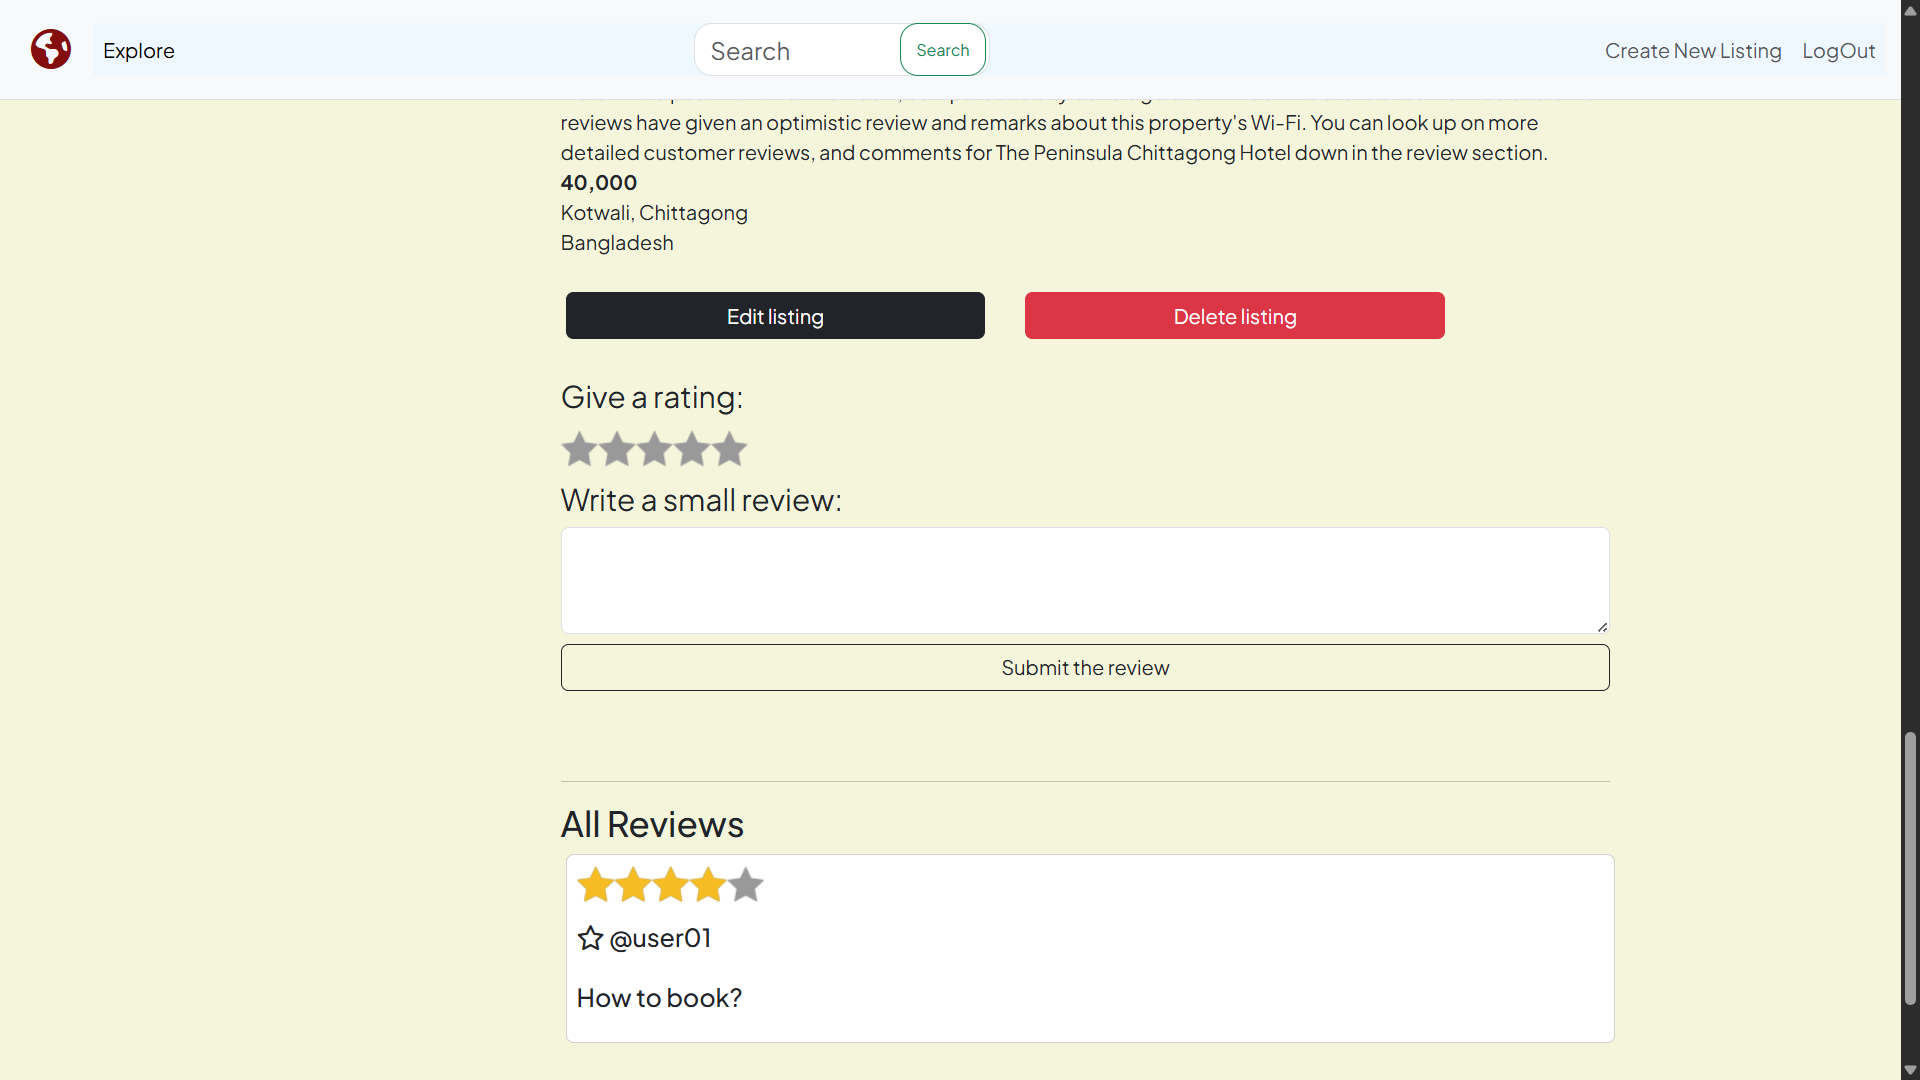 Explore
Search
Search
Create New Listing
LogOut
reviews have given an optimistic review and remarks about this property's Wi-Fi. You can look up on more
detailed customer reviews, and comments for The Peninsula Chittagong Hotel down in the review section.
40,000
Kotwali, Chittagong
Bangladesh
Edit listing
Delete listing
Give a rating:
Write a small review:
Submit the review
All Reviews
@user01
How to book?